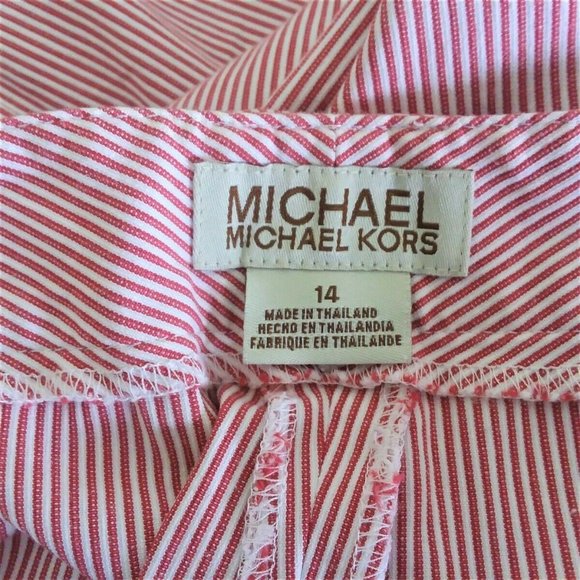 MICHAEL
MICHAEL KORS
14
MADE IN THAILAND
HECHO EN THAILANDIA
FABRIQUE EN THAILANDE